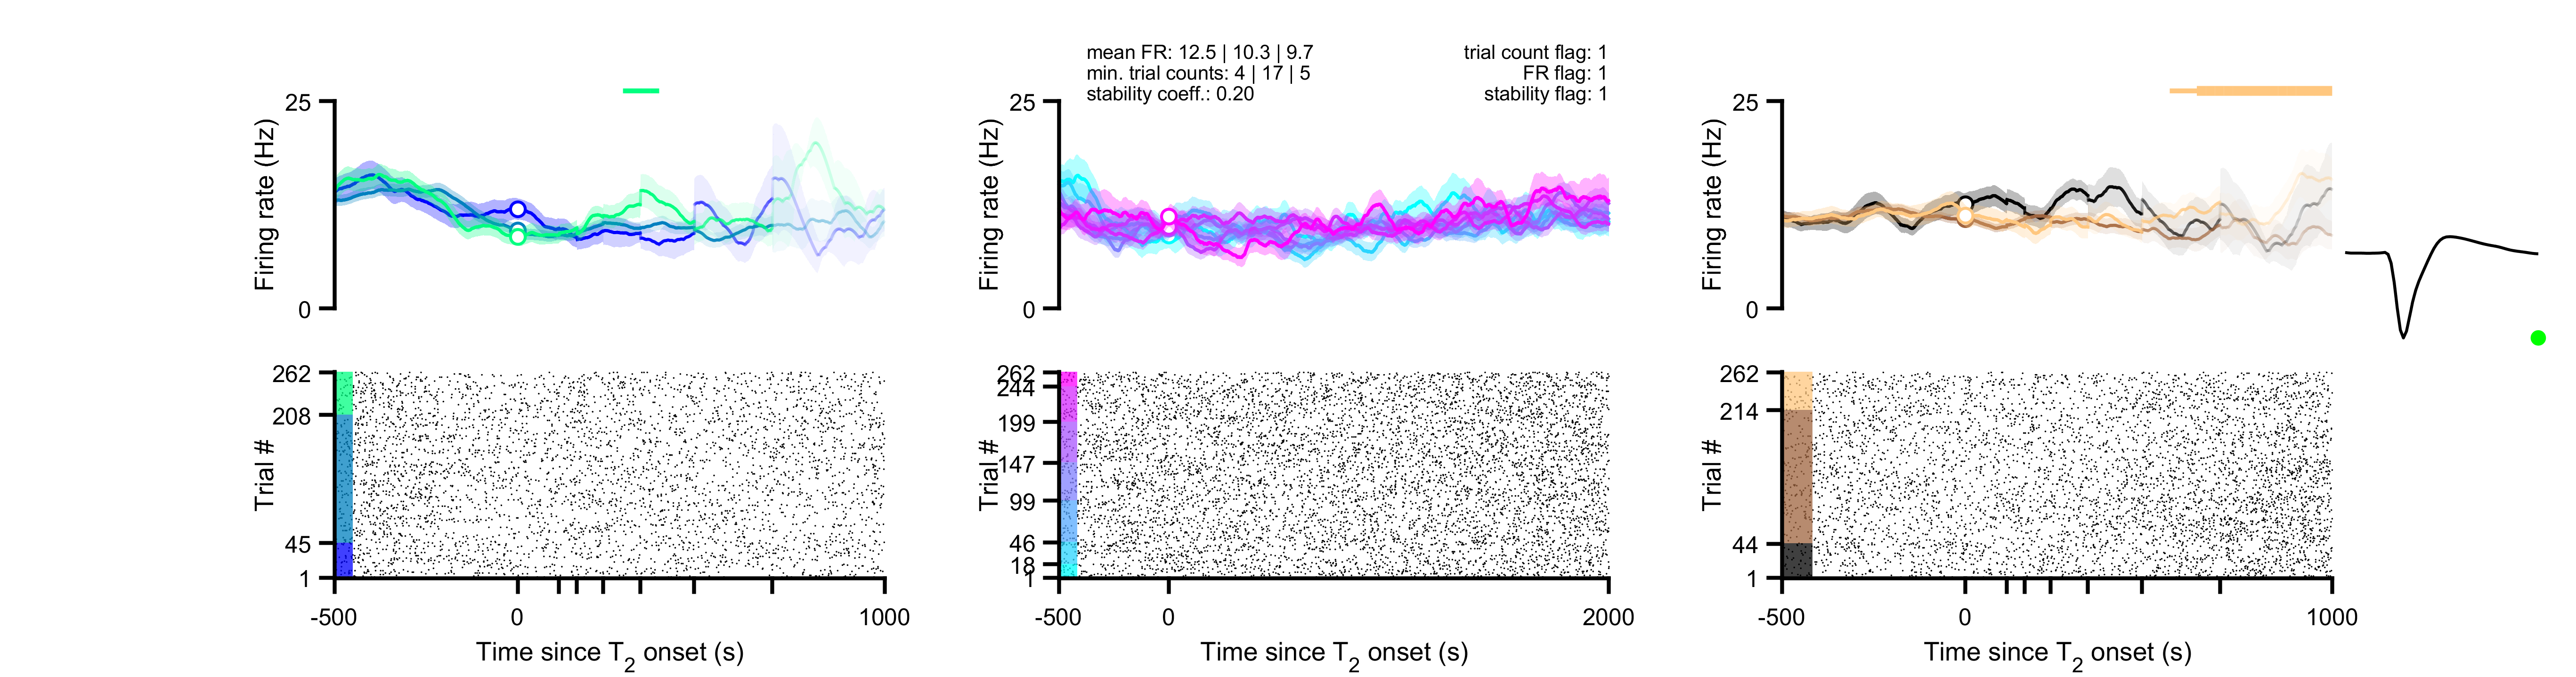 mean FR: 12.5 | 10.3 | 9.7
min. trial counts: 4 | 17 | 5
stability coeff.: 0.20
trial count flag: 1
FR flag: 1
stability flag: 1
25
0
Firing rate (Hz)
262
208
45
1
Trial #
-500
0
1000
Time since T2 onset (s)
25
0
Firing rate (Hz)
262
244
199
147
99
46
18
1
Trial #
-500
0
2000
Time since T2 onset (s)
25
0
Firing rate (Hz)
262
214
44
1
Trial #
-500
0
1000
Time since T2 onset (s)